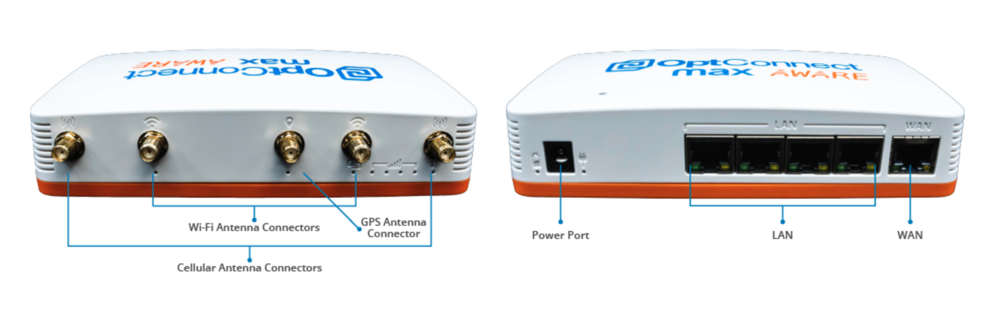 OptConnect
max AWARE
Wi-Fi Antenna Connectors
GPS Antenna
Connector
Cellular Antenna Connectors
OptConnect
max AWARE
LAN
WAN
Power Port
LAN
WAN